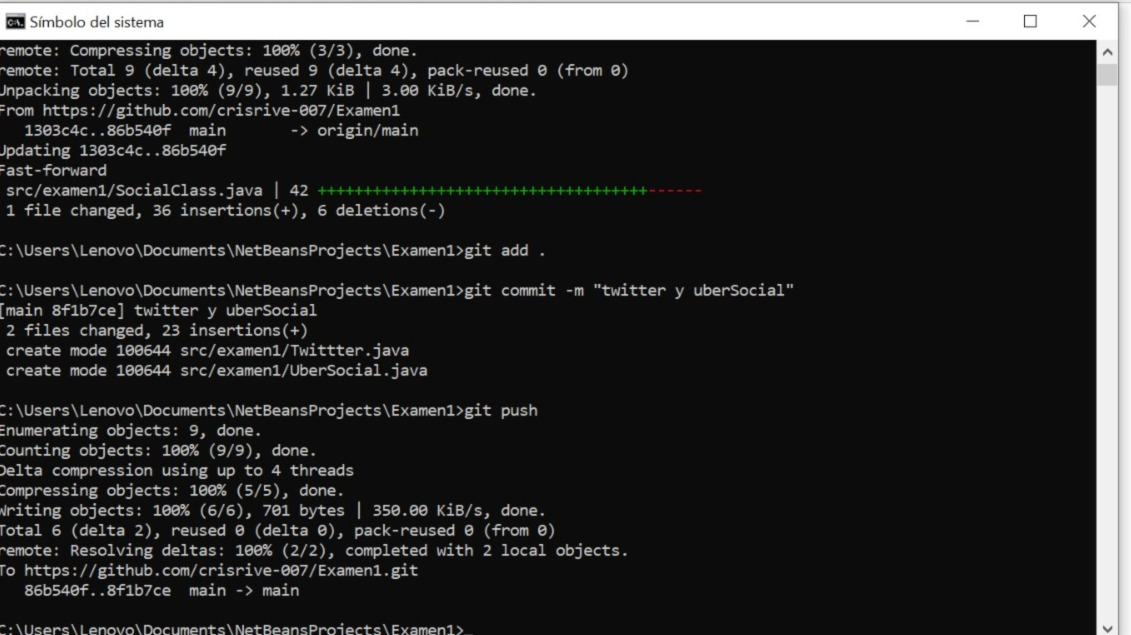 Símbolo del sistema
remote: Compressing objects: 100% (3/3), done.
remote: Total 9 (delta 4), reused 9 (delta 4), pack-reused 0 (from 0)
Unpacking objects: 100% (9/9), 1.27 KiB | 3.00 KiB/s, done.
From https://github.com/crisrive-007/Examen1
   1303c4c..86b540f  main       -> origin/main
Updating 1303c4c..86b540f
Fast-forward
 src/examen1/SocialClass.java | 42 ++++++++++++++++++++++++++++++++++++------
 1 file changed, 36 insertions(+), 6 deletions(-)
C:\Users\Lenovo\Documents\NetBeansProjects\Examen1>git add .
C:\Users\Lenovo\Documents\NetBeansProjects\Examen1>git commit -m "twitter y uberSocial"
[main 8f1b7ce] twitter y uberSocial
 2 files changed, 23 insertions(+)
 create mode 100644 src/examen1/Twittter.java
 create mode 100644 src/examen1/UberSocial.java
C:\Users\Lenovo\Documents\NetBeansProjects\Examen1>git push
Enumerating objects: 9, done.
Counting objects: 100% (9/9), done.
Delta compression using up to 4 threads
Compressing objects: 100% (5/5), done.
Writing objects: 100% (6/6), 701 bytes | 350.00 KiB/s, done.
Total 6 (delta 2), reused 0 (delta 0), pack-reused 0 (from 0)
remote: Resolving deltas: 100% (2/2), completed with 2 local objects.
To https://github.com/crisrive-007/Examen1.git
   86b540f..8f1b7ce  main -> main
C:\Users\Lenovo\Documents\NetBeansProjects\Examen1>_